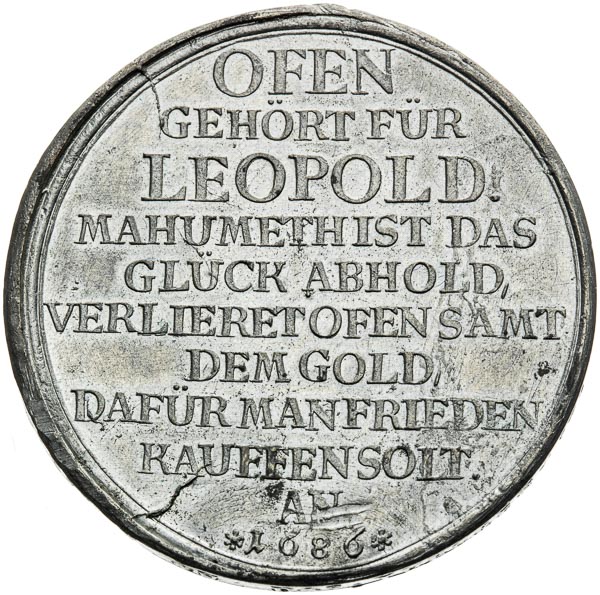 OFEN
GEHÖRT FÜR
LEOPOLD!
MAHUMETH IST DAS
GLÜCK ABHOLD,
VERLIERET OFEN SAMT
DEM GOLD,
DAFÜR MAN FRIEDEN
KAUFFEN SOLT.
AN
*1686*